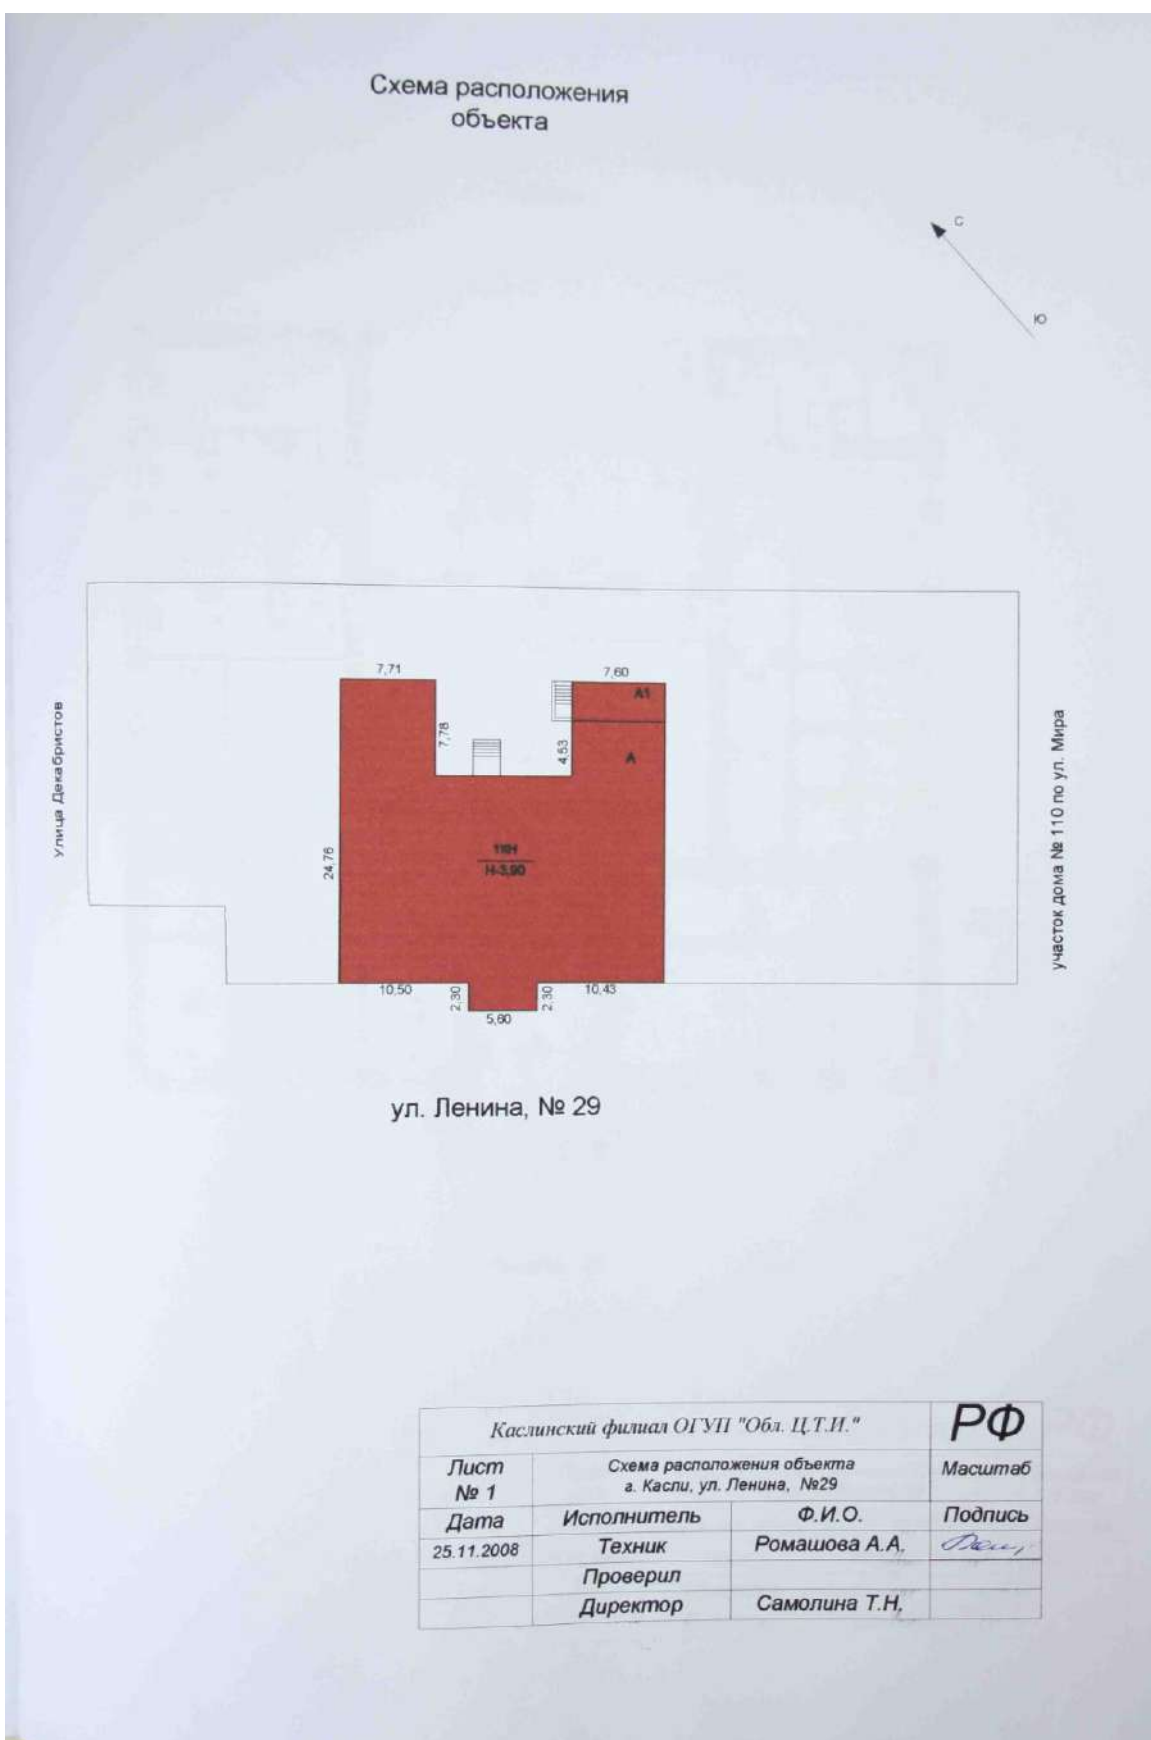 Схема расположения
объекта
С
Ю
7,71
7,60
А1
7,78
4,53
А
Улица Декабристов
участок дома № 110 по ул. Мира
1КН
Н-3,90
24,76
10,50
2,30
5,60
2,30
10,43
ул. Ленина, № 29
Каслинский филиал ОГУП "Обл. Ц.Т.И."
РФ
Лист
№ 1
Схема расположения объекта
г. Касли, ул. Ленина, №29
Масштаб
Дата
Исполнитель
Ф.И.О.
Подпись
25.11.2008
Техник
Ромашова А.А.
Проверил
Директор
Самолина Т.Н.